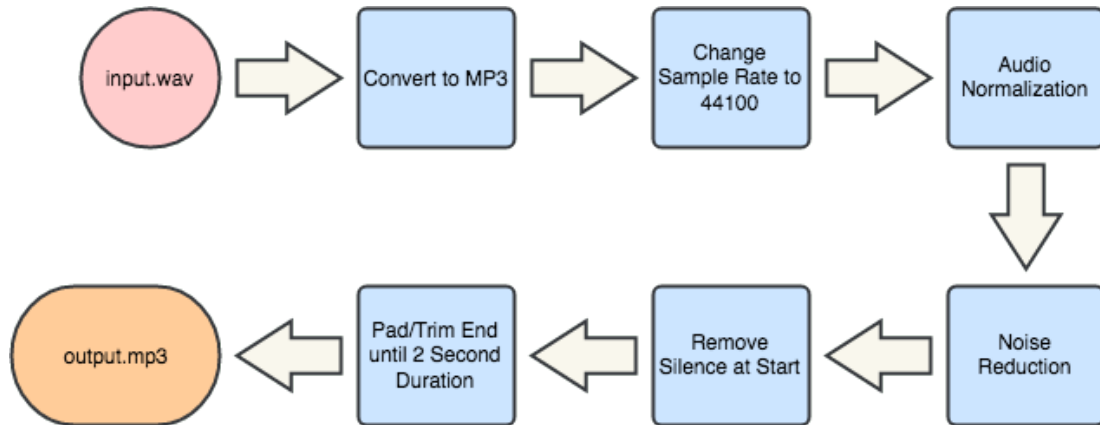 input.wav
Convert to MP3
Change
Sample Rate to
44100
Audio
Normalization
Noise
Reduction
Remove
Silence at Start
Pad/Trim End
until 2 Second
Duration
output.mp3